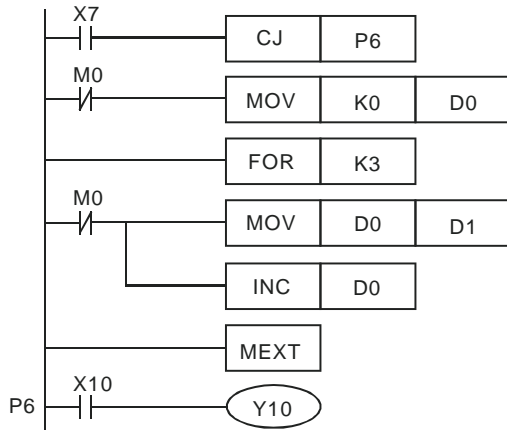 X7
CJ P6
M0
MOV K0 D0
FOR K3
M0
MOV D0 D1
INC D0
MEXT
X10
P6 Y10